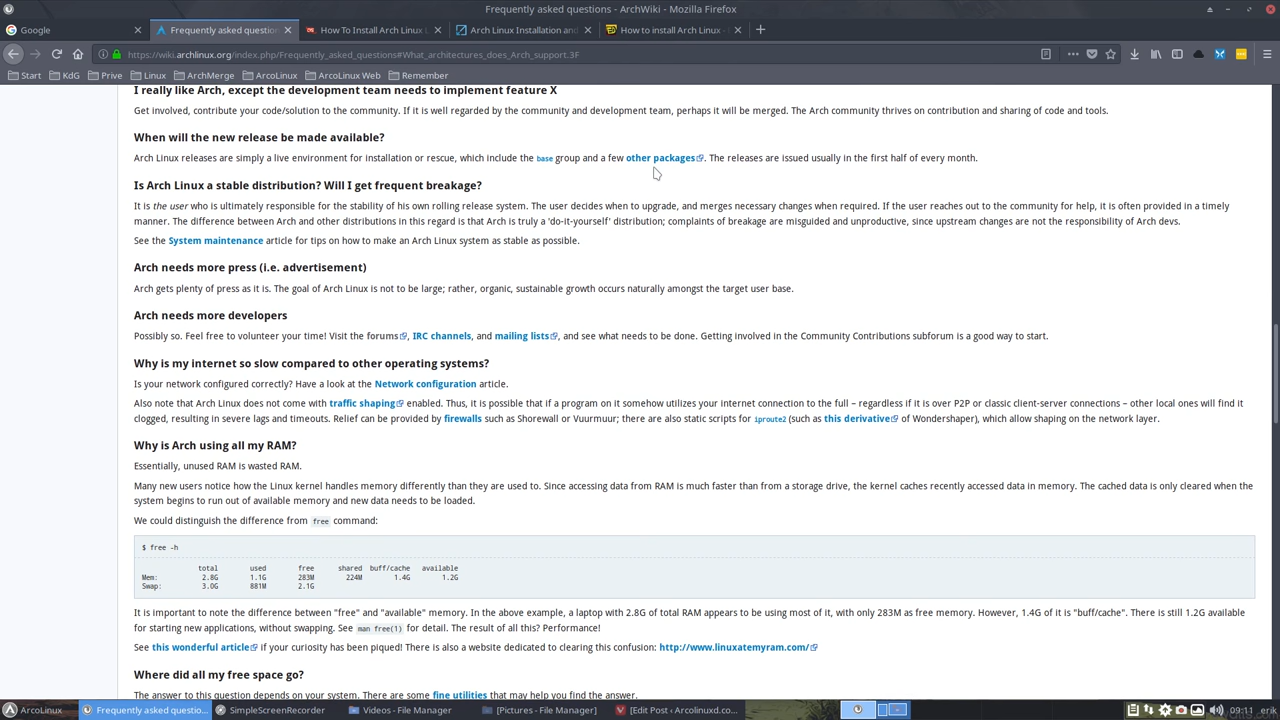 Frequently asked questions - ArchWiki - Mozilla Firefox
Google
Frequently asked question
How To Install Arch Linux L
Arch Linux Installation and
How to install Arch Linux -
https://wiki.archlinux.org/index.php/Frequently_asked_questions#What_architectures_does_Arch_support.3F
Start KdG Prive Linux ArchMerge ArcoLinux ArcoLinux Web Remember
I really like Arch, except the development team needs to implement feature X
Get involved, contribute your code/solution to the community. If it is well regarded by the community and development team, perhaps it will be merged. The Arch community thrives on contribution and sharing of code and tools.
When will the new release be made available?
Arch Linux releases are simply a live environment for installation or rescue, which include the base group and a few other packages. The releases are issued usually in the first half of every month.
Is Arch Linux a stable distribution? Will I get frequent breakage?
It is the user who is ultimately responsible for the stability of his own rolling release system. The user decides when to upgrade, and merges necessary changes when required. If the user reaches out to the community for help, it is often provided in a timely
manner. The difference between Arch and other distributions in this regard is that Arch is truly a 'do-it-yourself' distribution; complaints of breakage are misguided and unproductive, since upstream changes are not the responsibility of Arch devs.
See the System maintenance article for tips on how to make an Arch Linux system as stable as possible.
Arch needs more press (i.e. advertisement)
Arch gets plenty of press as it is. The goal of Arch Linux is not to be large; rather, organic, sustainable growth occurs naturally amongst the target user base.
Arch needs more developers
Possibly so. Feel free to volunteer your time! Visit the forums, IRC channels, and mailing lists, and see what needs to be done. Getting involved in the Community Contributions subforum is a good way to start.
Why is my internet so slow compared to other operating systems?
Is your network configured correctly? Have a look at the Network configuration article.
Also note that Arch Linux does not come with traffic shaping enabled. Thus, it is possible that if a program on it somehow utilizes your internet connection to the full – regardless if it is over P2P or classic client-server connections – other local ones will find it
clogged, resulting in severe lags and timeouts. Relief can be provided by firewalls such as Shorewall or Vuurmuur; there are also static scripts for iproute2 (such as this derivative of Wondershaper), which allow shaping on the network layer.
Why is Arch using all my RAM?
Essentially, unused RAM is wasted RAM.
Many new users notice how the Linux kernel handles memory differently than they are used to. Since accessing data from RAM is much faster than from a storage drive, the kernel caches recently accessed data in memory. The cached data is only cleared when the
system begins to run out of available memory and new data needs to be loaded.
We could distinguish the difference from free command:
$ free -h
total used free shared buff/cache available
Mem: 2.8G 1.1G 283M 224M 1.4G 1.2G
Swap: 3.0G 881M 2.1G
It is important to note the difference between "free" and "available" memory. In the above example, a laptop with 2.8G of total RAM appears to be using most of it, with only 283M as free memory. However, 1.4G of it is "buff/cache". There is still 1.2G available
for starting new applications, without swapping. See man free(1) for detail. The result of all this? Performance!
See this wonderful article if your curiosity has been piqued! There is also a website dedicated to clearing this confusion: http://www.linuxatemyram.com/
Where did all my free space go?
The answer to this question depends on your system. There are some fine utilities that may help you find the answer.
ArcoLinux
Frequently asked questio...
SimpleScreenRecorder
Videos - File Manager
[Pictures - File Manager]
[Edit Post ‹ Arcolinuxd.co...
09:11 erik